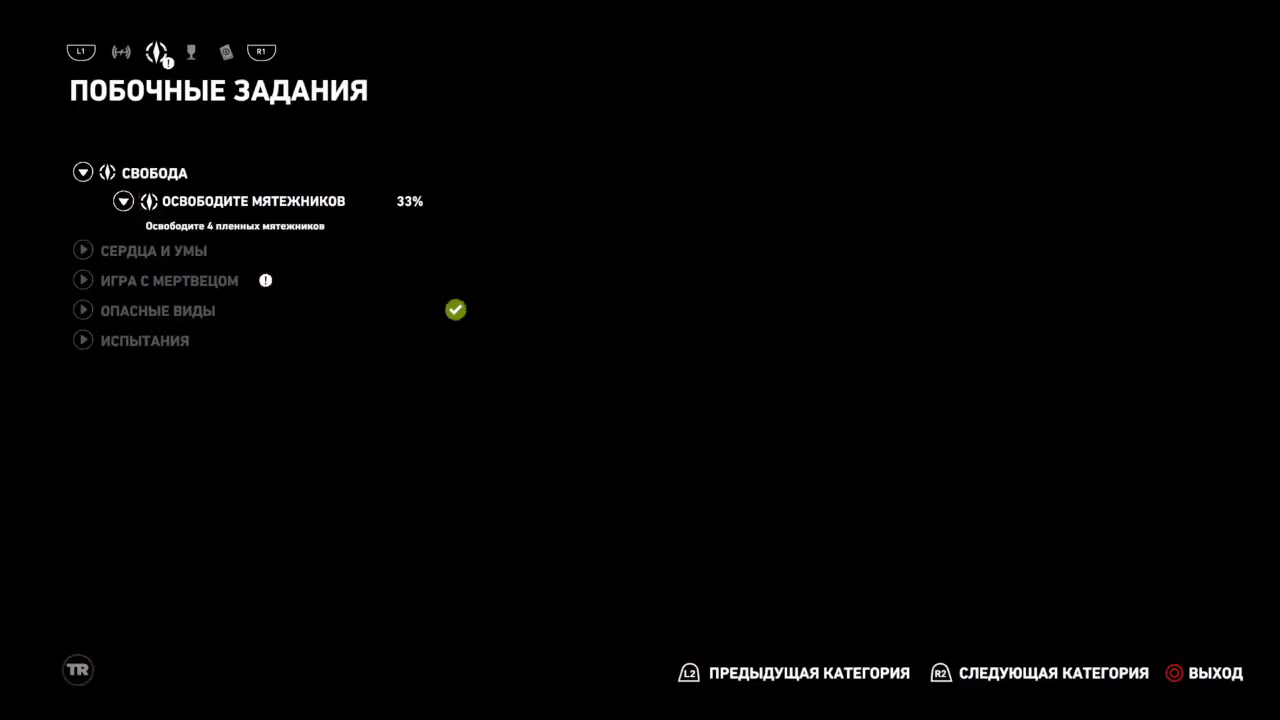 L1 R1
ПОБОЧНЫЕ ЗАДАНИЯ
СВОБОДА
ОСВОБОДИТЕ МЯТЕЖНИКОВ 33%
Освободите 4 пленных мятежников
СЕРДЦА И УМЫ
ИГРА С МЕРТВЕЦОМ !
ОПАСНЫЕ ВИДЫ
ИСПЫТАНИЯ
TR L2 ПРЕДЫДУЩАЯ КАТЕГОРИЯ R2 СЛЕДУЮЩАЯ КАТЕГОРИЯ ВЫХОД